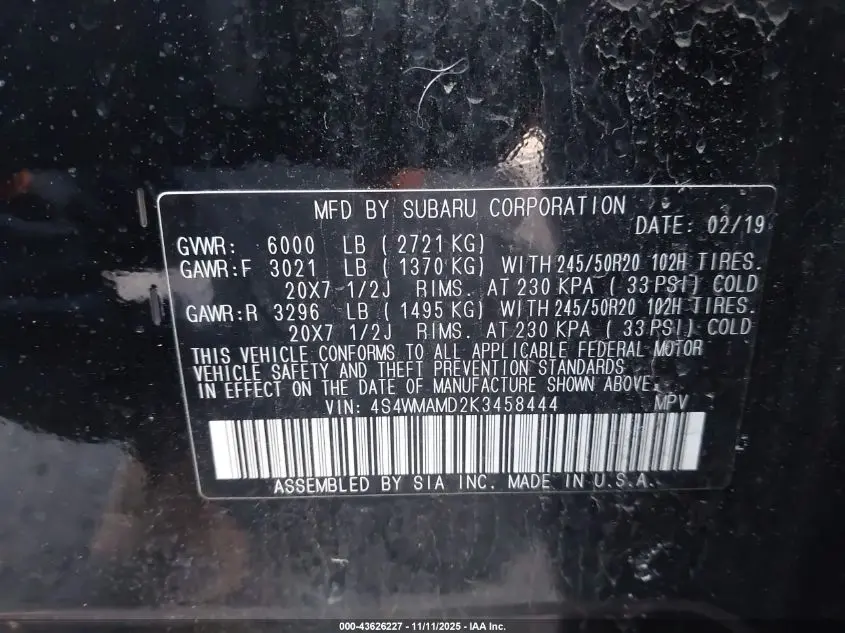 MFD BY SUBARU CORPORATION
DATE: 02/19
GVWR: 6000 LB ( 2721 KG)
GAWR:F 3021 LB ( 1370 KG) WITH 245/50R20 102H TIRES.
20X7 1/2J RIMS. AT 230 KPA ( 33 PSI) COLD
GAWR:R 3296 LB ( 1495 KG) WITH 245/50R20 102H TIRES.
20X7 1/2J RIMS. AT 230 KPA ( 33 PSI) COLD
THIS VEHICLE CONFORMS TO ALL APPLICABLE FEDERAL MOTOR
VEHICLE SAFETY AND THEFT PREVENTION STANDARDS
IN EFFECT ON THE DATE OF MANUFACTURE SHOWN ABOVE.
VIN: 4S4WMAMD2K3458444 MPV
ASSEMBLED BY SIA INC. MADE IN U.S.A.
000-43626227 - 11/11/2025 - IAA Inc.